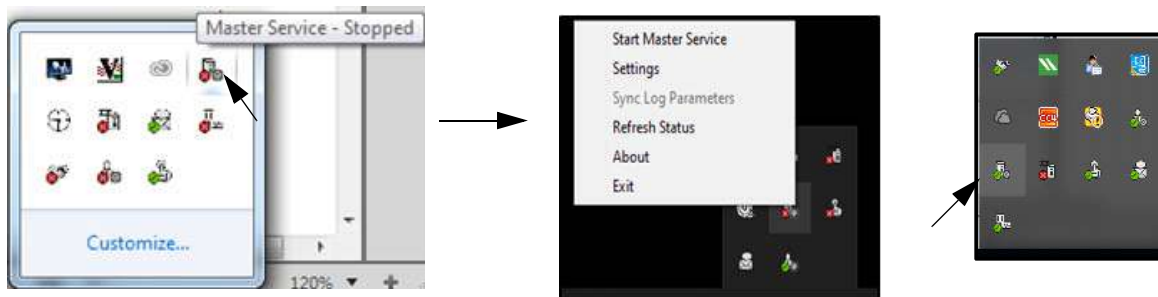 Master Service - Stopped
Customize...
120%
Start Master Service
Settings
Sync Log Parameters
Refresh Status
About
Exit